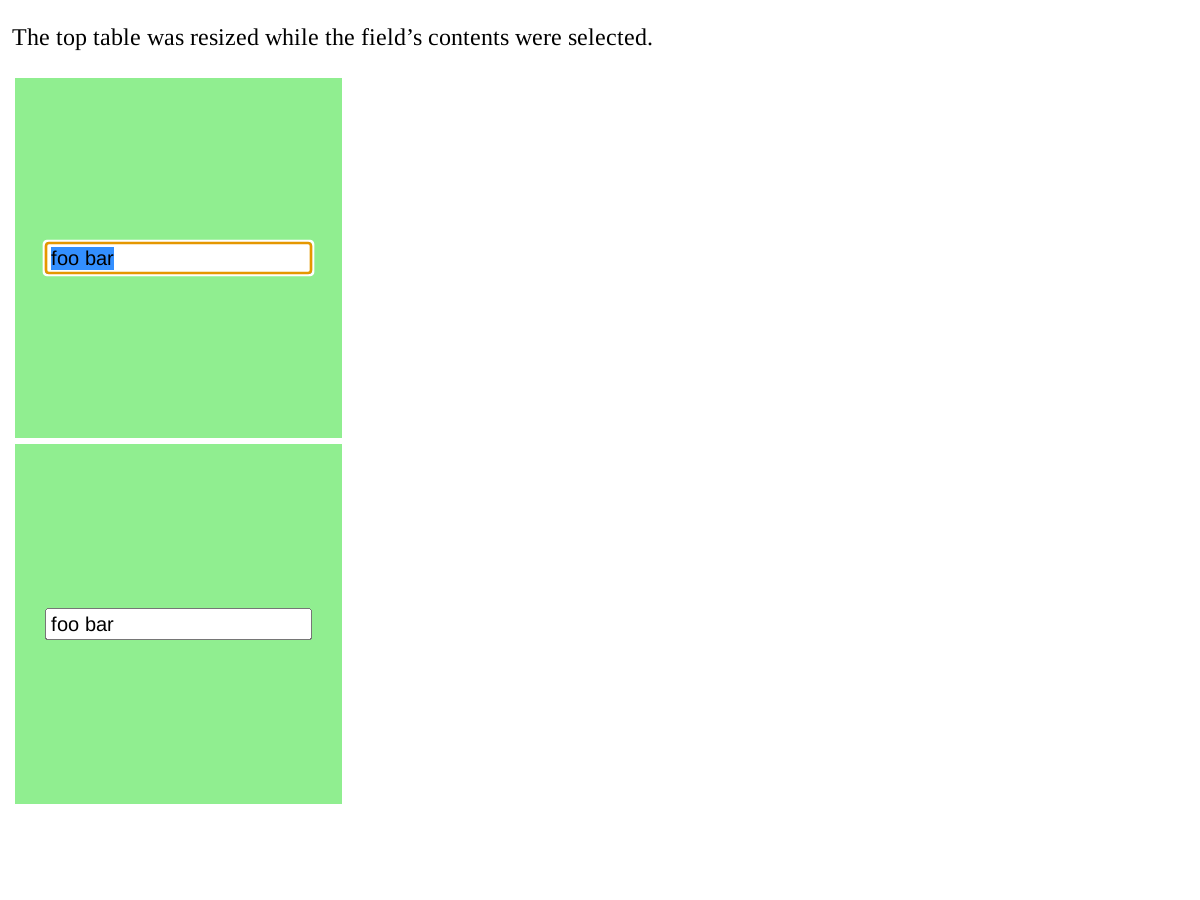 The top table was resized while the field’s contents were selected.
foo bar
foo bar